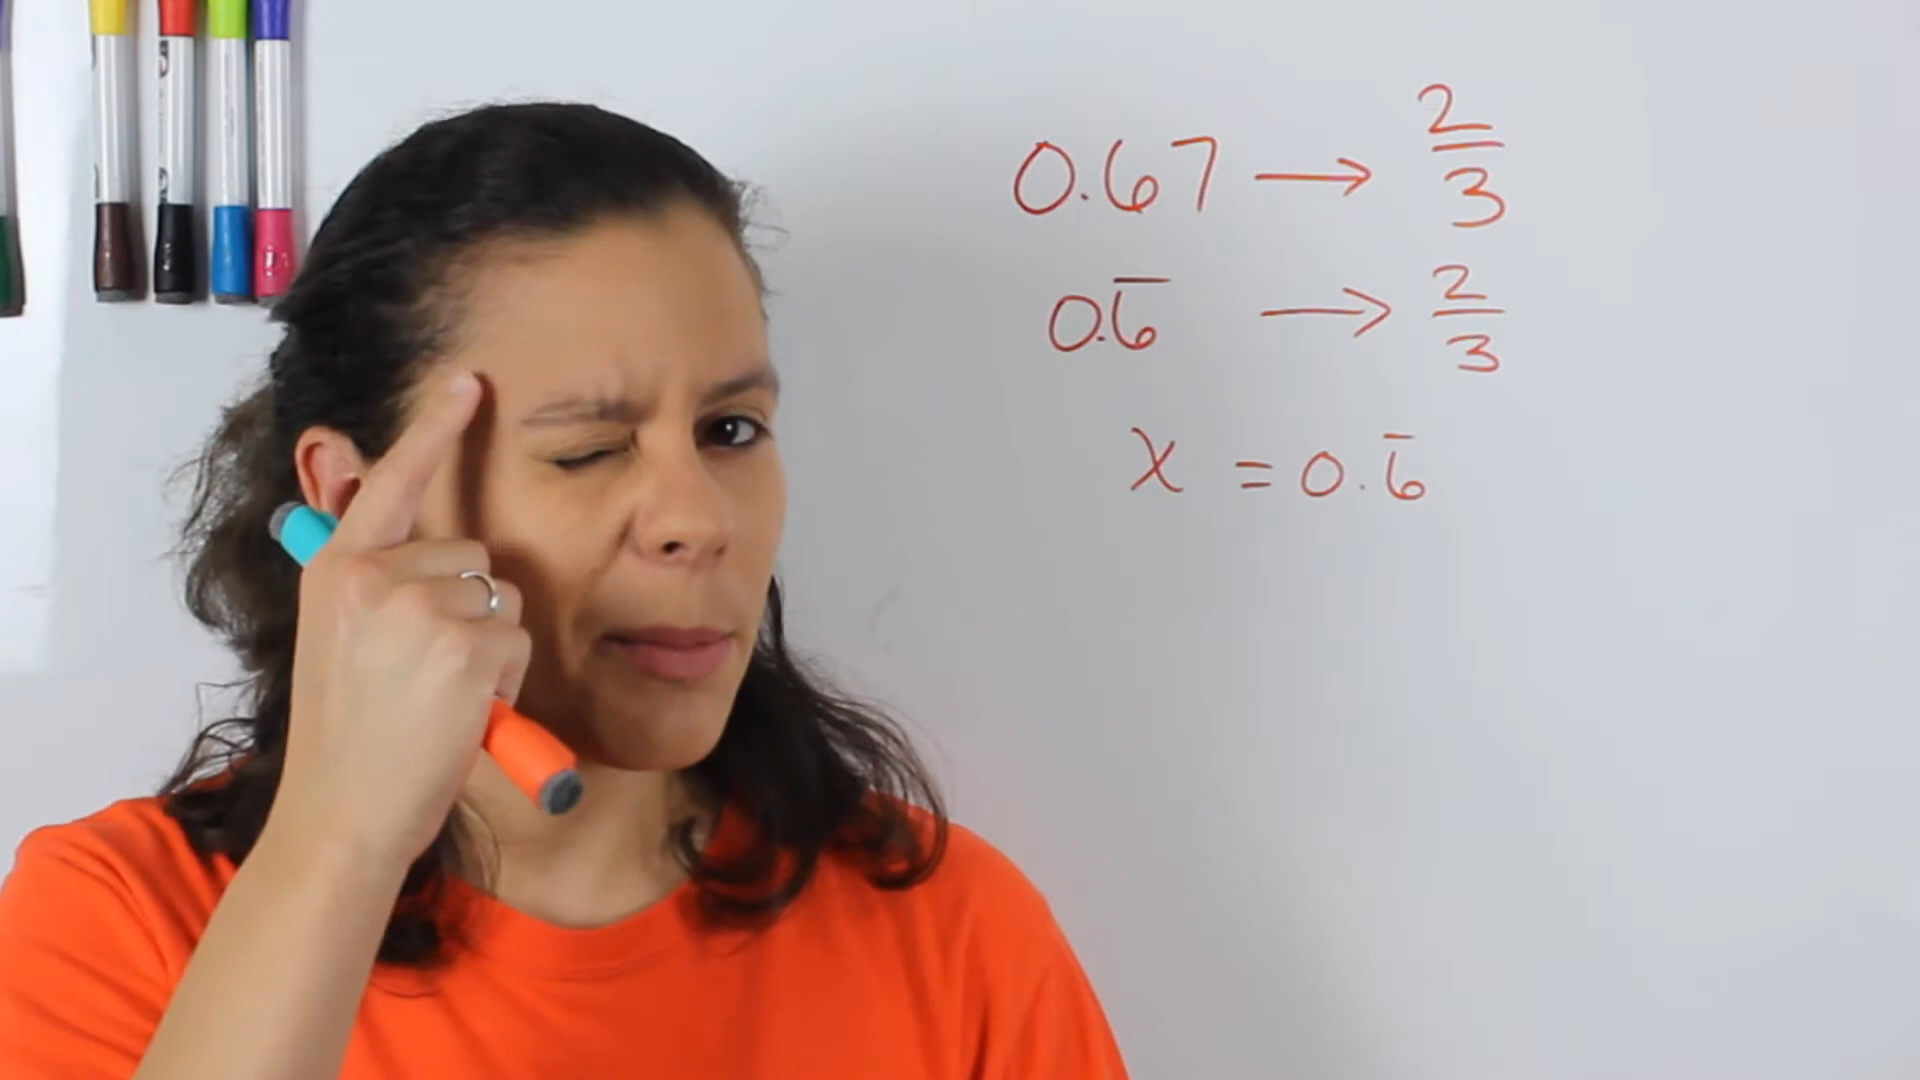 0.67 → 2/3
0.6̅ → 2/3
x = 0.6̅